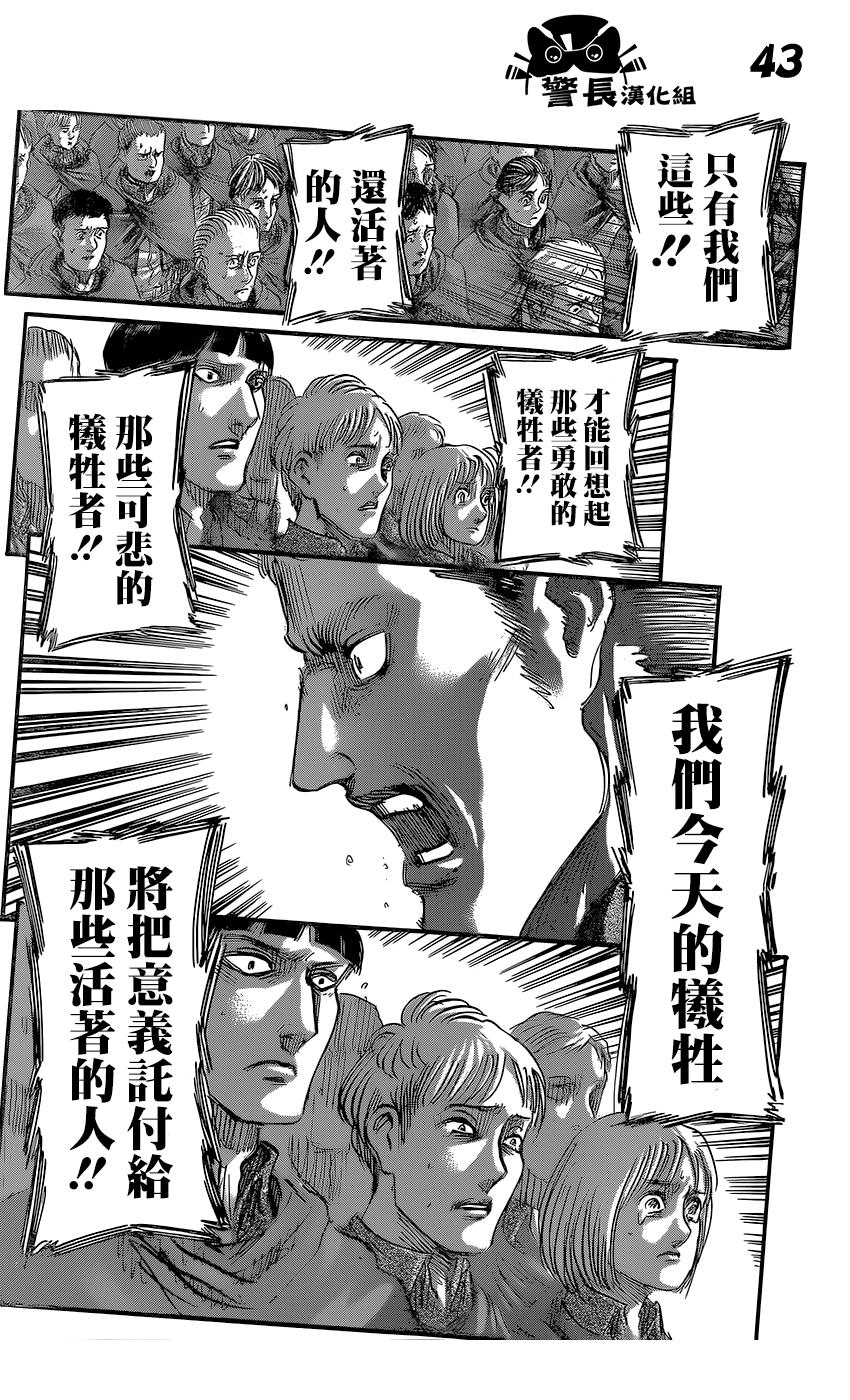 警長漢化組
43
只有我們
這些!!
還活著
的人!!
才能回想起
那些勇敢的
犧牲者!!
那些可悲的
犧牲者!!
我們今天的犧牲
將把意義託付給
那些活著的人!!